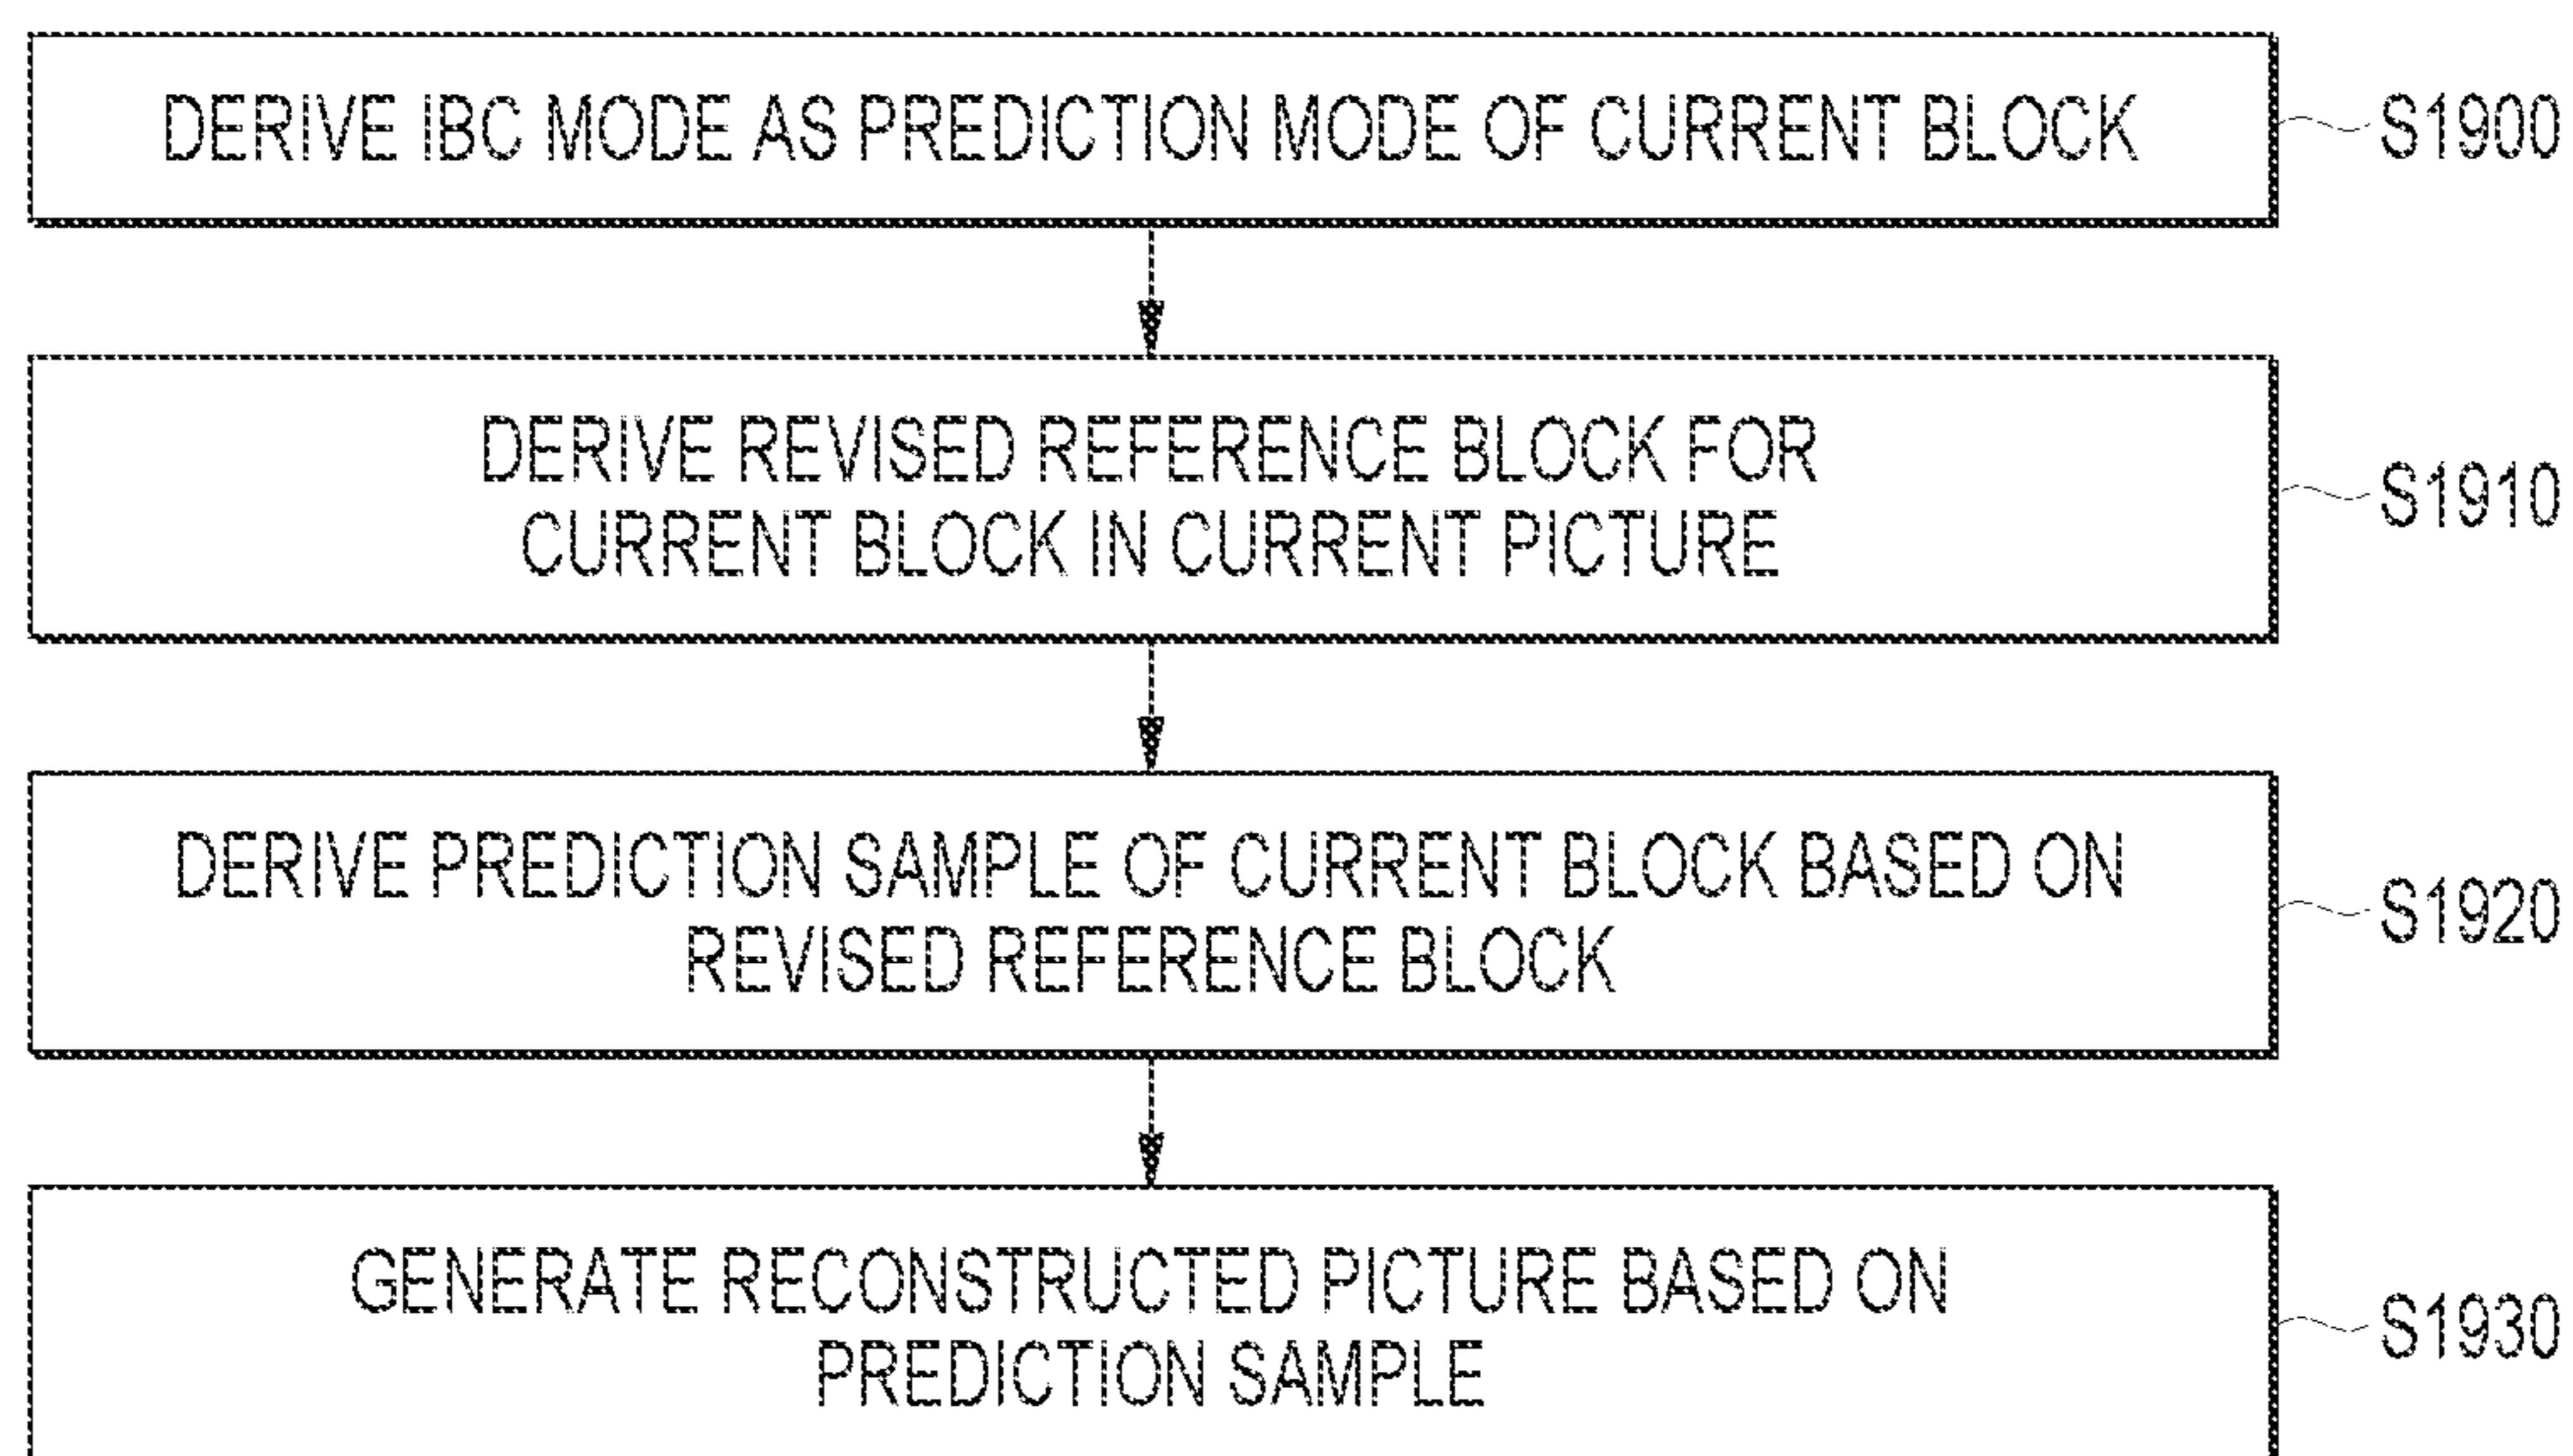 DERIVE IBC MODE AS PREDICTION MODE OF CURRENT BLOCK
S1900
DERIVE REVISED REFERENCE BLOCK FOR
CURRENT BLOCK IN CURRENT PICTURE
S1910
DERIVE PREDICTION SAMPLE OF CURRENT BLOCK BASED ON
REVISED REFERENCE BLOCK
S1920
GENERATE RECONSTRUCTED PICTURE BASED ON
PREDICTION SAMPLE
S1930